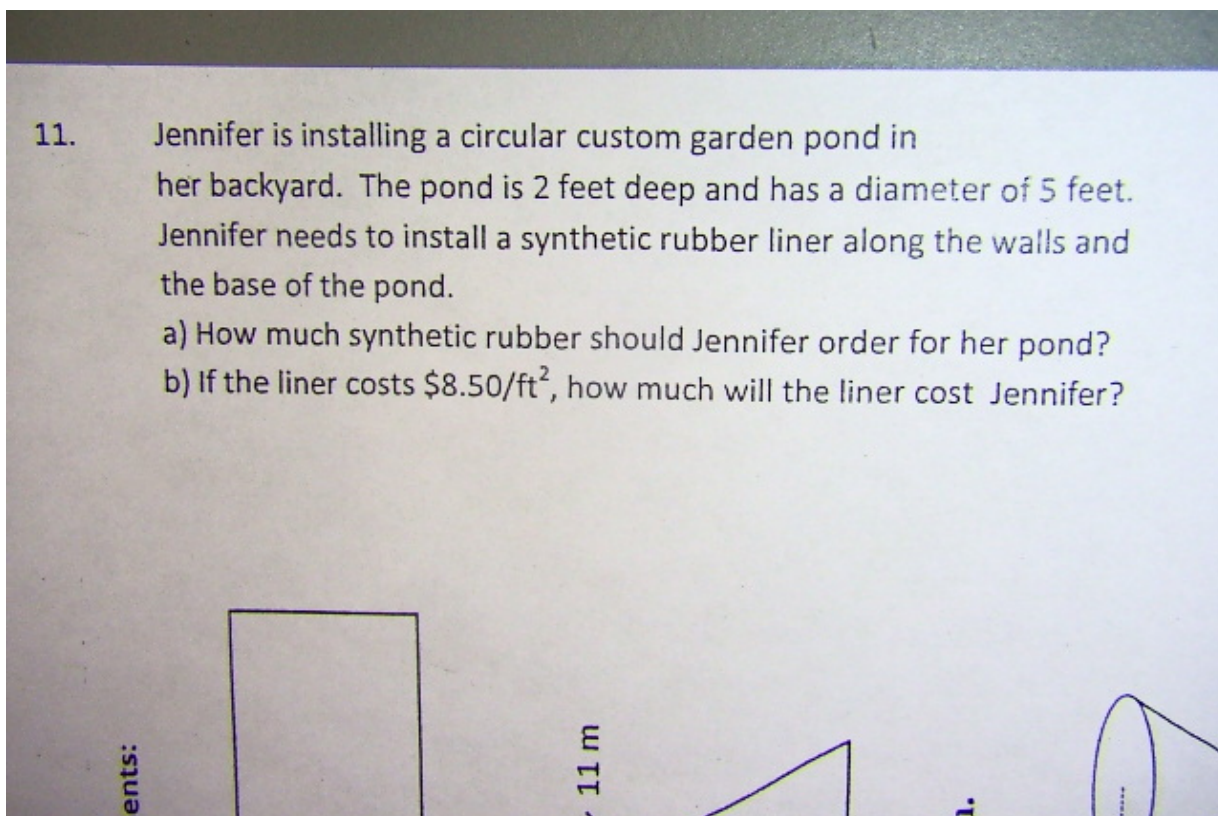 11. Jennifer is installing a circular custom garden pond in
her backyard. The pond is 2 feet deep and has a diameter of 5 feet.
Jennifer needs to install a synthetic rubber liner along the walls and
the base of the pond.
a) How much synthetic rubber should Jennifer order for her pond?
b) If the liner costs $8.50/ft², how much will the liner cost Jennifer?
ents:
11 m